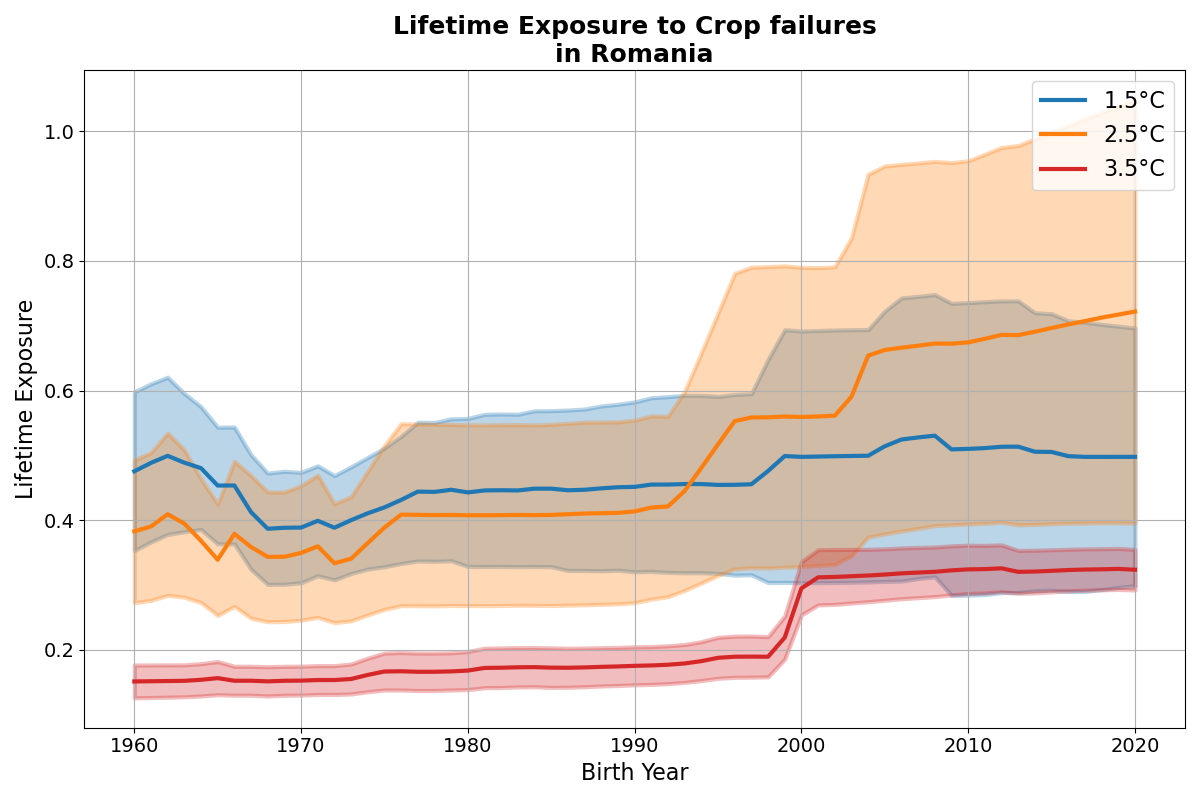 Lifetime Exposure to Crop failures
in Romania
1.5°C
2.5°C
3.5°C
Lifetime Exposure
1.0
0.8
0.6
0.4
0.2
1960
1970
1980
1990
2000
2010
2020
Birth Year